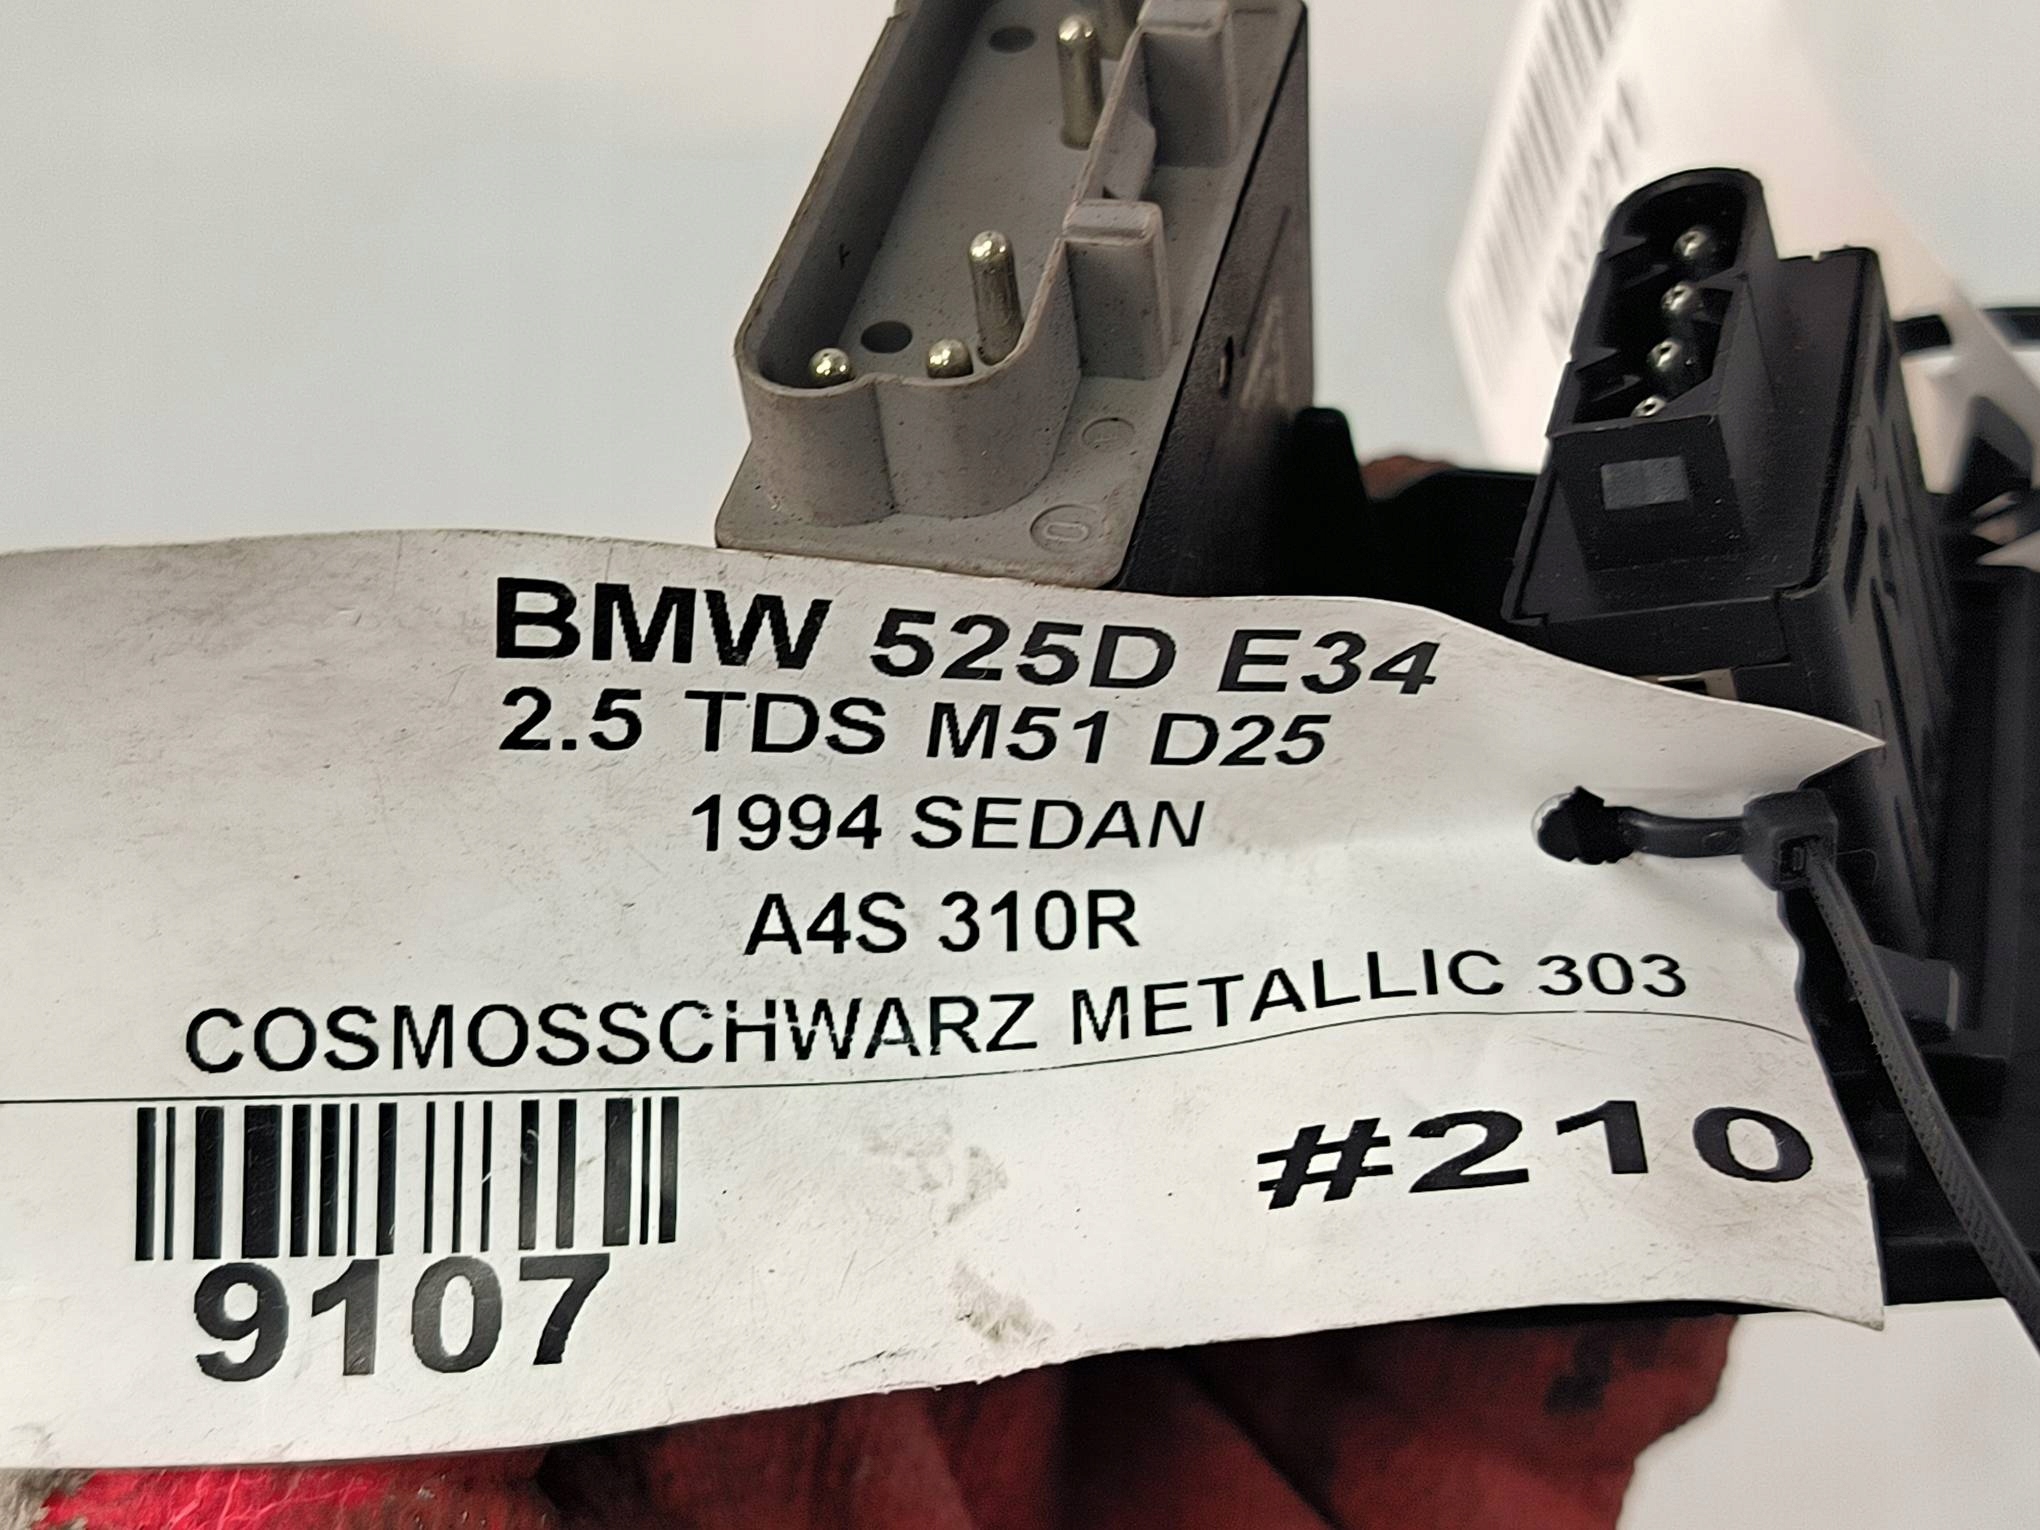 BMW 525D E34
2.5 TDS M51 D25
1994 SEDAN
A4S 310R
COSMOSSCHWARZ METALLIC 303
#210
9107